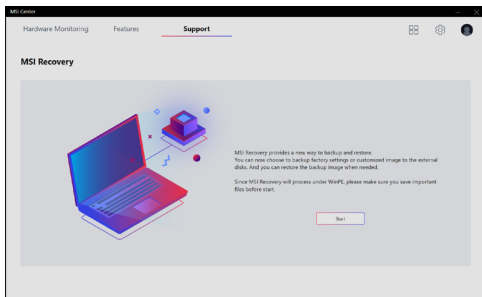 MSI Center
Hardware Monitoring
Features
Support
MSI Recovery
MSI Recovery provides a new way to backup and restore.
You can now choose to backup factory settings or customized image to the external
disks. And you can restore the backup image when needed.
Since MSI Recovery will process under WinPE, please make sure you save important
files before start.
Start